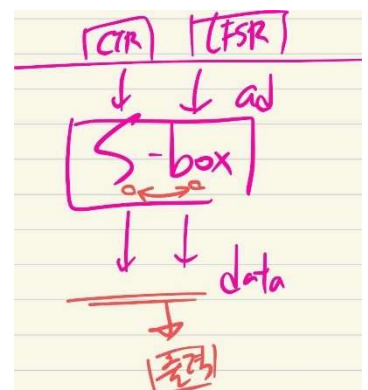 CTR LFSR
ad
S-box
data
출력